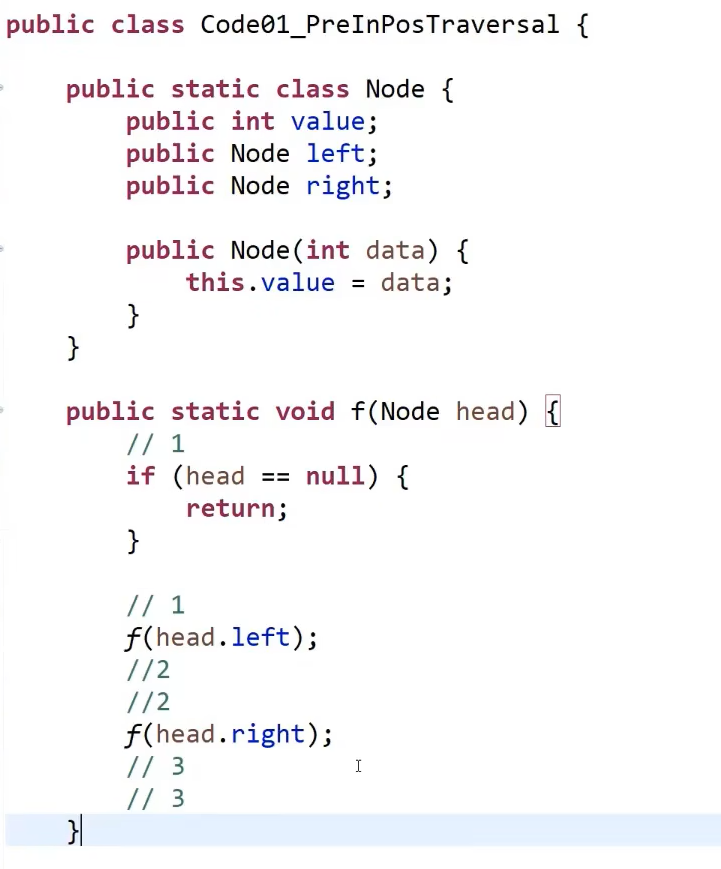 public class Code01_PreInPosTraversal {
public static class Node {
public int value;
public Node left;
public Node right;
public Node(int data) {
this.value = data;
}
}
public static void f(Node head) {
// 1
if (head == null) {
return;
}
// 1
f(head.left);
//2
//2
f(head.right);
// 3
// 3
}